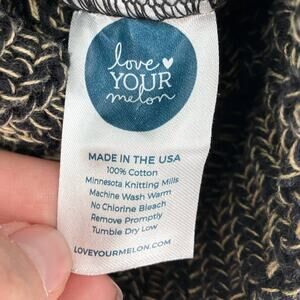 love
YOUR
melon
MADE IN THE USA
100% Cotton
Minnesota Knitting Mills
Machine Wash Warm
No Chlorine Bleach
Remove Promptly
Tumble Dry Low
LOVEYOURMELON.COM